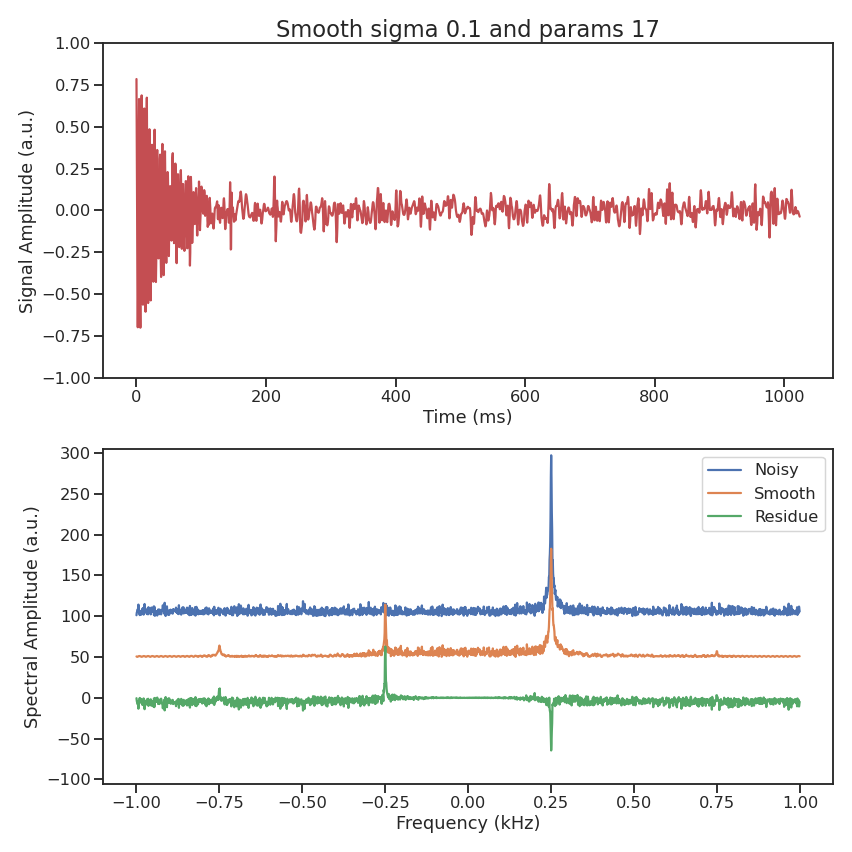 Smooth sigma 0.1 and params 17
1.00
0.75
0.50
0.25
0.00
−0.25
−0.50
−0.75
−1.00
Signal Amplitude (a.u.)
0 200 400 600 800 1000
Time (ms)
300
250
200
150
100
50
0
−50
−100
Spectral Amplitude (a.u.)
Noisy
Smooth
Residue
−1.00 −0.75 −0.50 −0.25 0.00 0.25 0.50 0.75 1.00
Frequency (kHz)